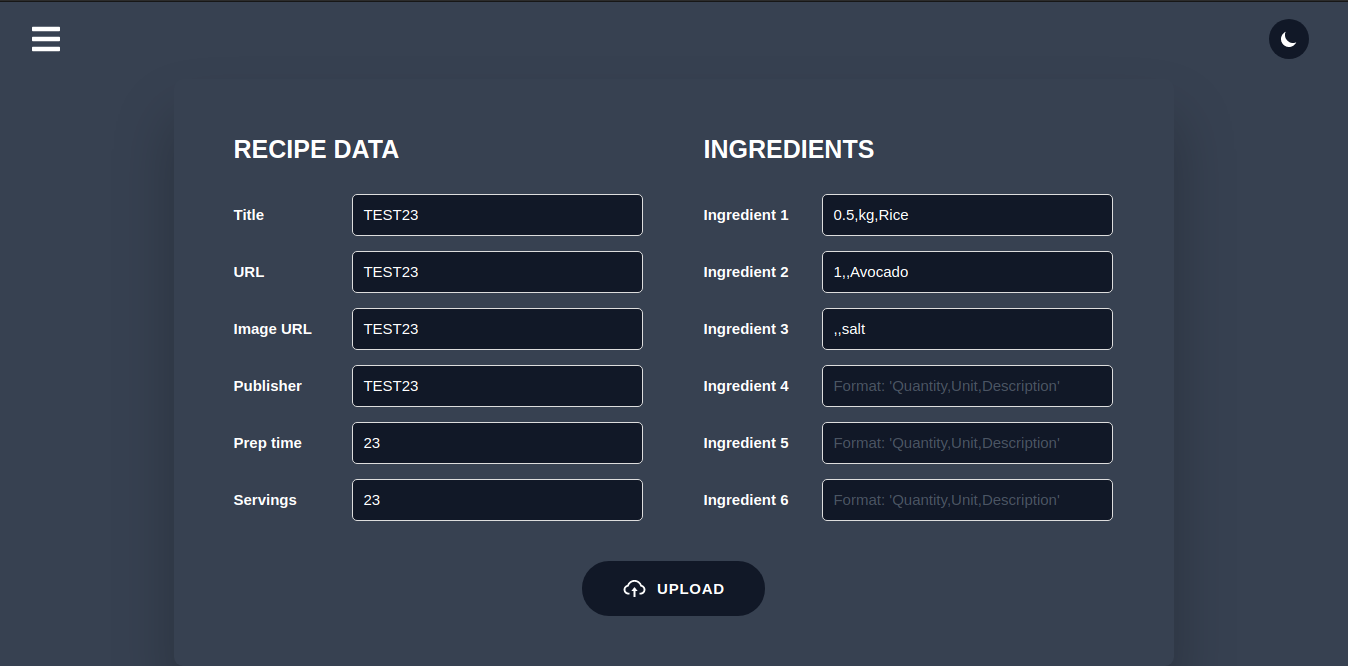 RECIPE DATA
Title
TEST23
URL
TEST23
Image URL
TEST23
Publisher
TEST23
Prep time
23
Servings
23
INGREDIENTS
Ingredient 1
0.5,kg,Rice
Ingredient 2
1,,Avocado
Ingredient 3
,,salt
Ingredient 4
Format: 'Quantity,Unit,Description'
Ingredient 5
Format: 'Quantity,Unit,Description'
Ingredient 6
Format: 'Quantity,Unit,Description'
UPLOAD